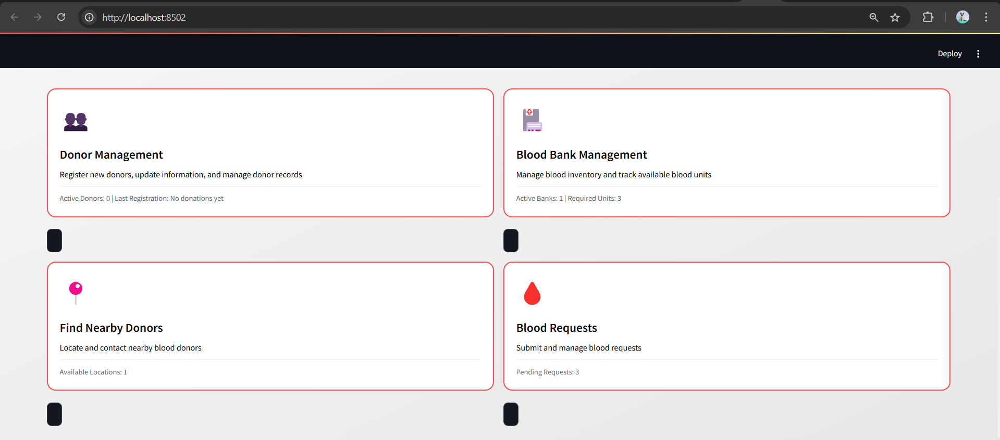 http://localhost:8502
Deploy
Donor Management
Register new donors, update information, and manage donor records
Active Donors: 0 | Last Registration: No donations yet
Blood Bank Management
Manage blood inventory and track available blood units
Active Banks: 1 | Required Units: 3
Find Nearby Donors
Locate and contact nearby blood donors
Available Locations: 1
Blood Requests
Submit and manage blood requests
Pending Requests: 3